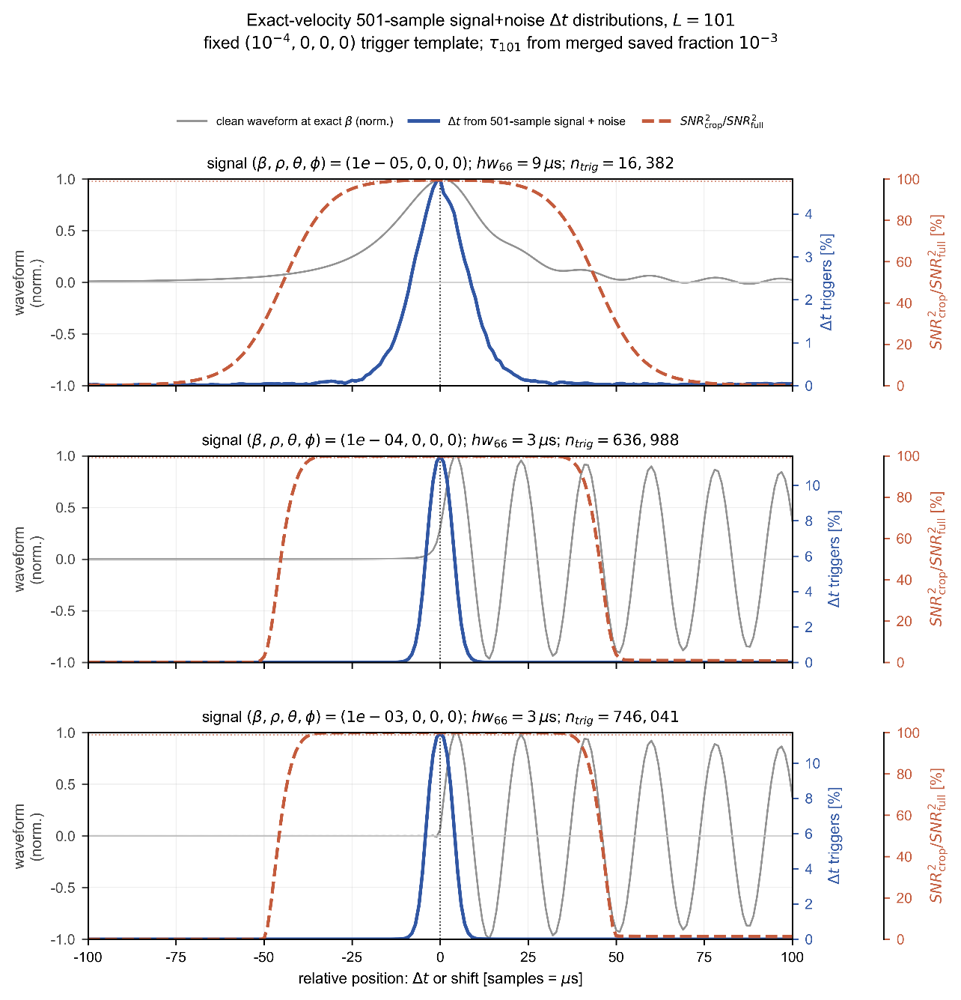 Exact-velocity 501-sample signal+noise Δt distributions, L = 101
fixed (10⁻⁴, 0, 0, 0) trigger template; τ₁₀₁ from merged saved fraction 10⁻³
clean waveform at exact β (norm.)
Δt from 501-sample signal + noise
SNR²crop/SNR²full
signal (β, ρ, θ, ϕ) = (1e − 05, 0, 0, 0); hw₆₆ = 9 μs; n_trig = 16, 382
1.0
0.5
0.0
-0.5
-1.0
waveform
(norm.)
4
3
2
1
0
Δt triggers [%]
100
80
60
40
20
0
SNR²crop/SNR²full [%]
signal (β, ρ, θ, ϕ) = (1e − 04, 0, 0, 0); hw₆₆ = 3 μs; n_trig = 636, 988
1.0
0.5
0.0
-0.5
-1.0
waveform
(norm.)
10
8
6
4
2
0
Δt triggers [%]
100
80
60
40
20
0
SNR²crop/SNR²full [%]
signal (β, ρ, θ, ϕ) = (1e − 03, 0, 0, 0); hw₆₆ = 3 μs; n_trig = 746, 041
1.0
0.5
0.0
-0.5
-1.0
waveform
(norm.)
10
8
6
4
2
0
Δt triggers [%]
100
80
60
40
20
0
SNR²crop/SNR²full [%]
-100 -75 -50 -25 0 25 50 75 100
relative position: Δt or shift [samples = μs]